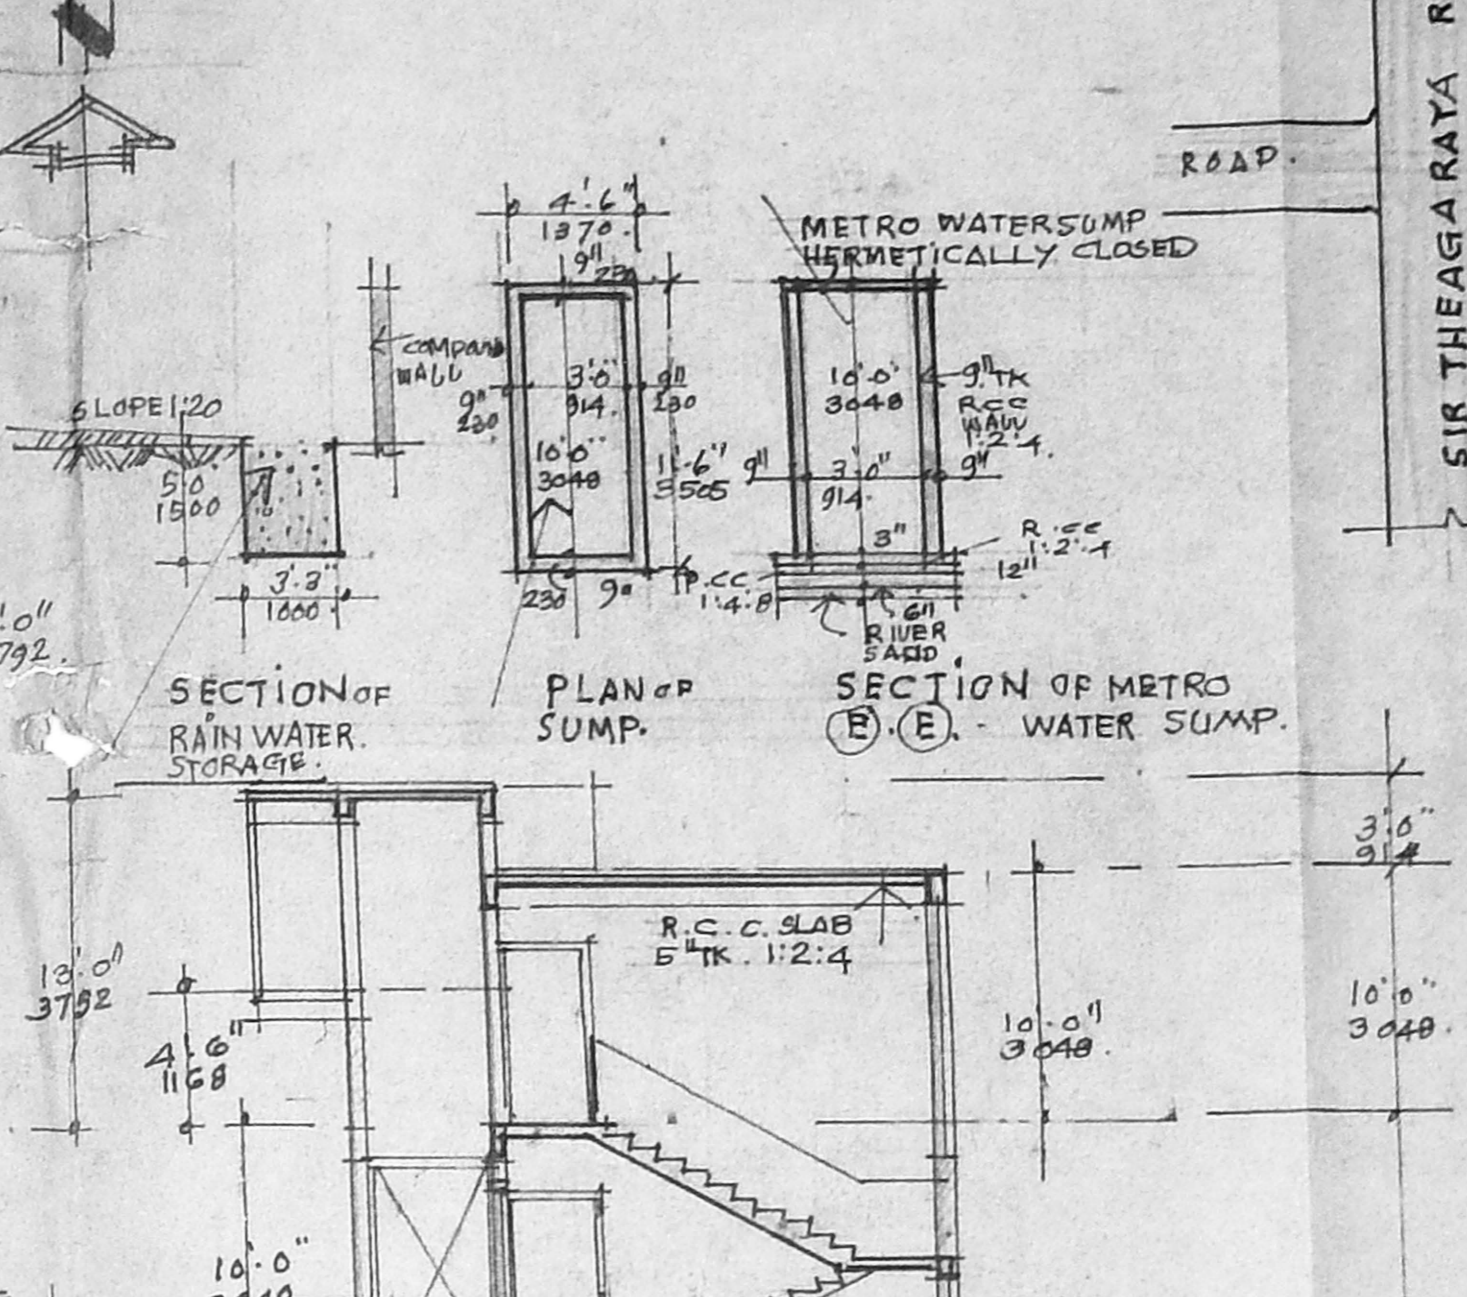 N
ROAD.
SIR THEAGARAYA R
4'.6"
1370.
9"
230
METRO WATERSUMP
HERMETICALLY CLOSED
COMPOUND
WALL
SLOPE 1:20
5'.0
1500
3'.3"
1000.
9"
230
3'.0"
914.
9"
230
10'.0"
3048
11'-6"
3505
230
9"
10'.0"
3048
9" TK
R.C.C
WALL
1:2:4.
9"
3'.0"
914.
9"
3"
R.CC
1:2:4
12"
P.CC
1:4:8
6"
RIVER
SAND.
'.0"
792.
SECTION OF
RAIN WATER.
STORAGE.
PLAN OF
SUMP.
SECTION OF METRO
E.E. - WATER SUMP.
3'.0"
914
R.C.C. SLAB
5" TK. 1:2:4
13'.0"
3792
4'.6"
1168
10'.0"
3048.
10'.0"
3048.
10'.0"